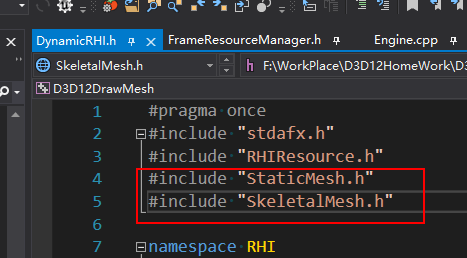 DynamicRHI.h
FrameResourceManager.h
Engine.cpp
SkeletalMesh.h
F:\WorkPlace\D3D12HomeWork\D3
D3D12DrawMesh
1 #pragma once
2 #include "stdafx.h"
3 #include "RHIResource.h"
4 #include "StaticMesh.h"
5 #include "SkeletalMesh.h"
6
7 namespace RHI